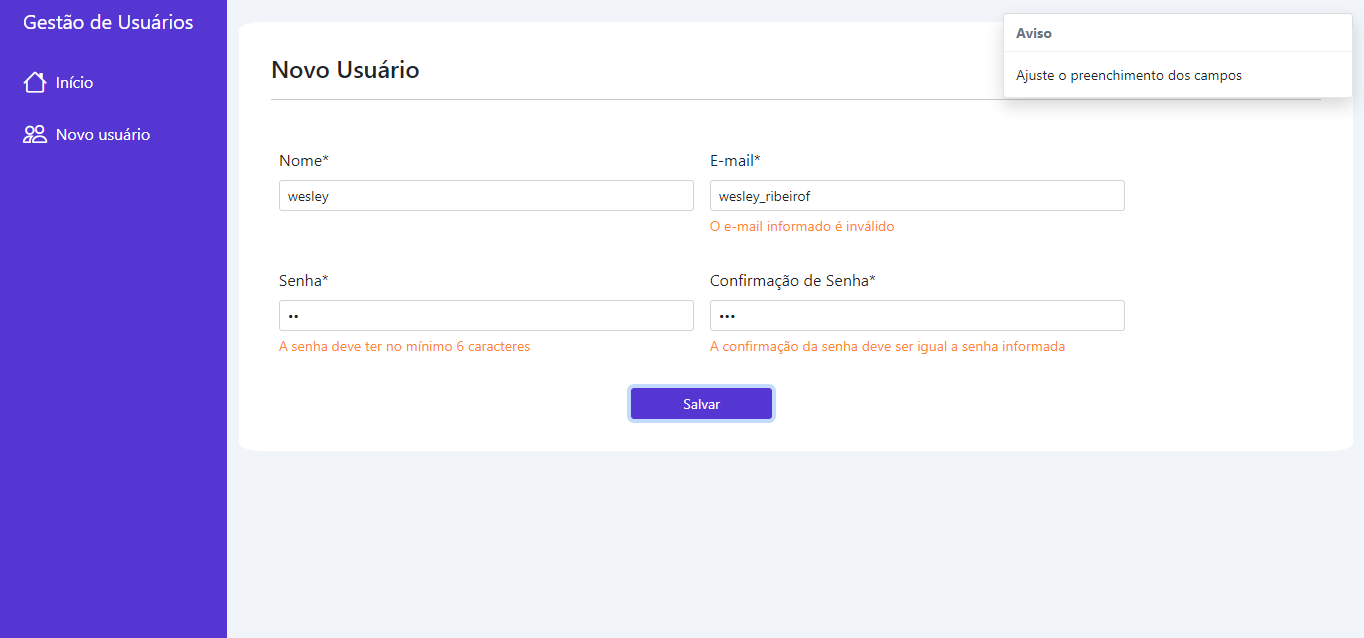 Gestão de Usuários
Início
Novo usuário
Aviso
Ajuste o preenchimento dos campos
Novo Usuário
Nome*
wesley
E-mail*
wesley_ribeirof
O e-mail informado é inválido
Senha*
••
A senha deve ter no mínimo 6 caracteres
Confirmação de Senha*
•••
A confirmação da senha deve ser igual a senha informada
Salvar